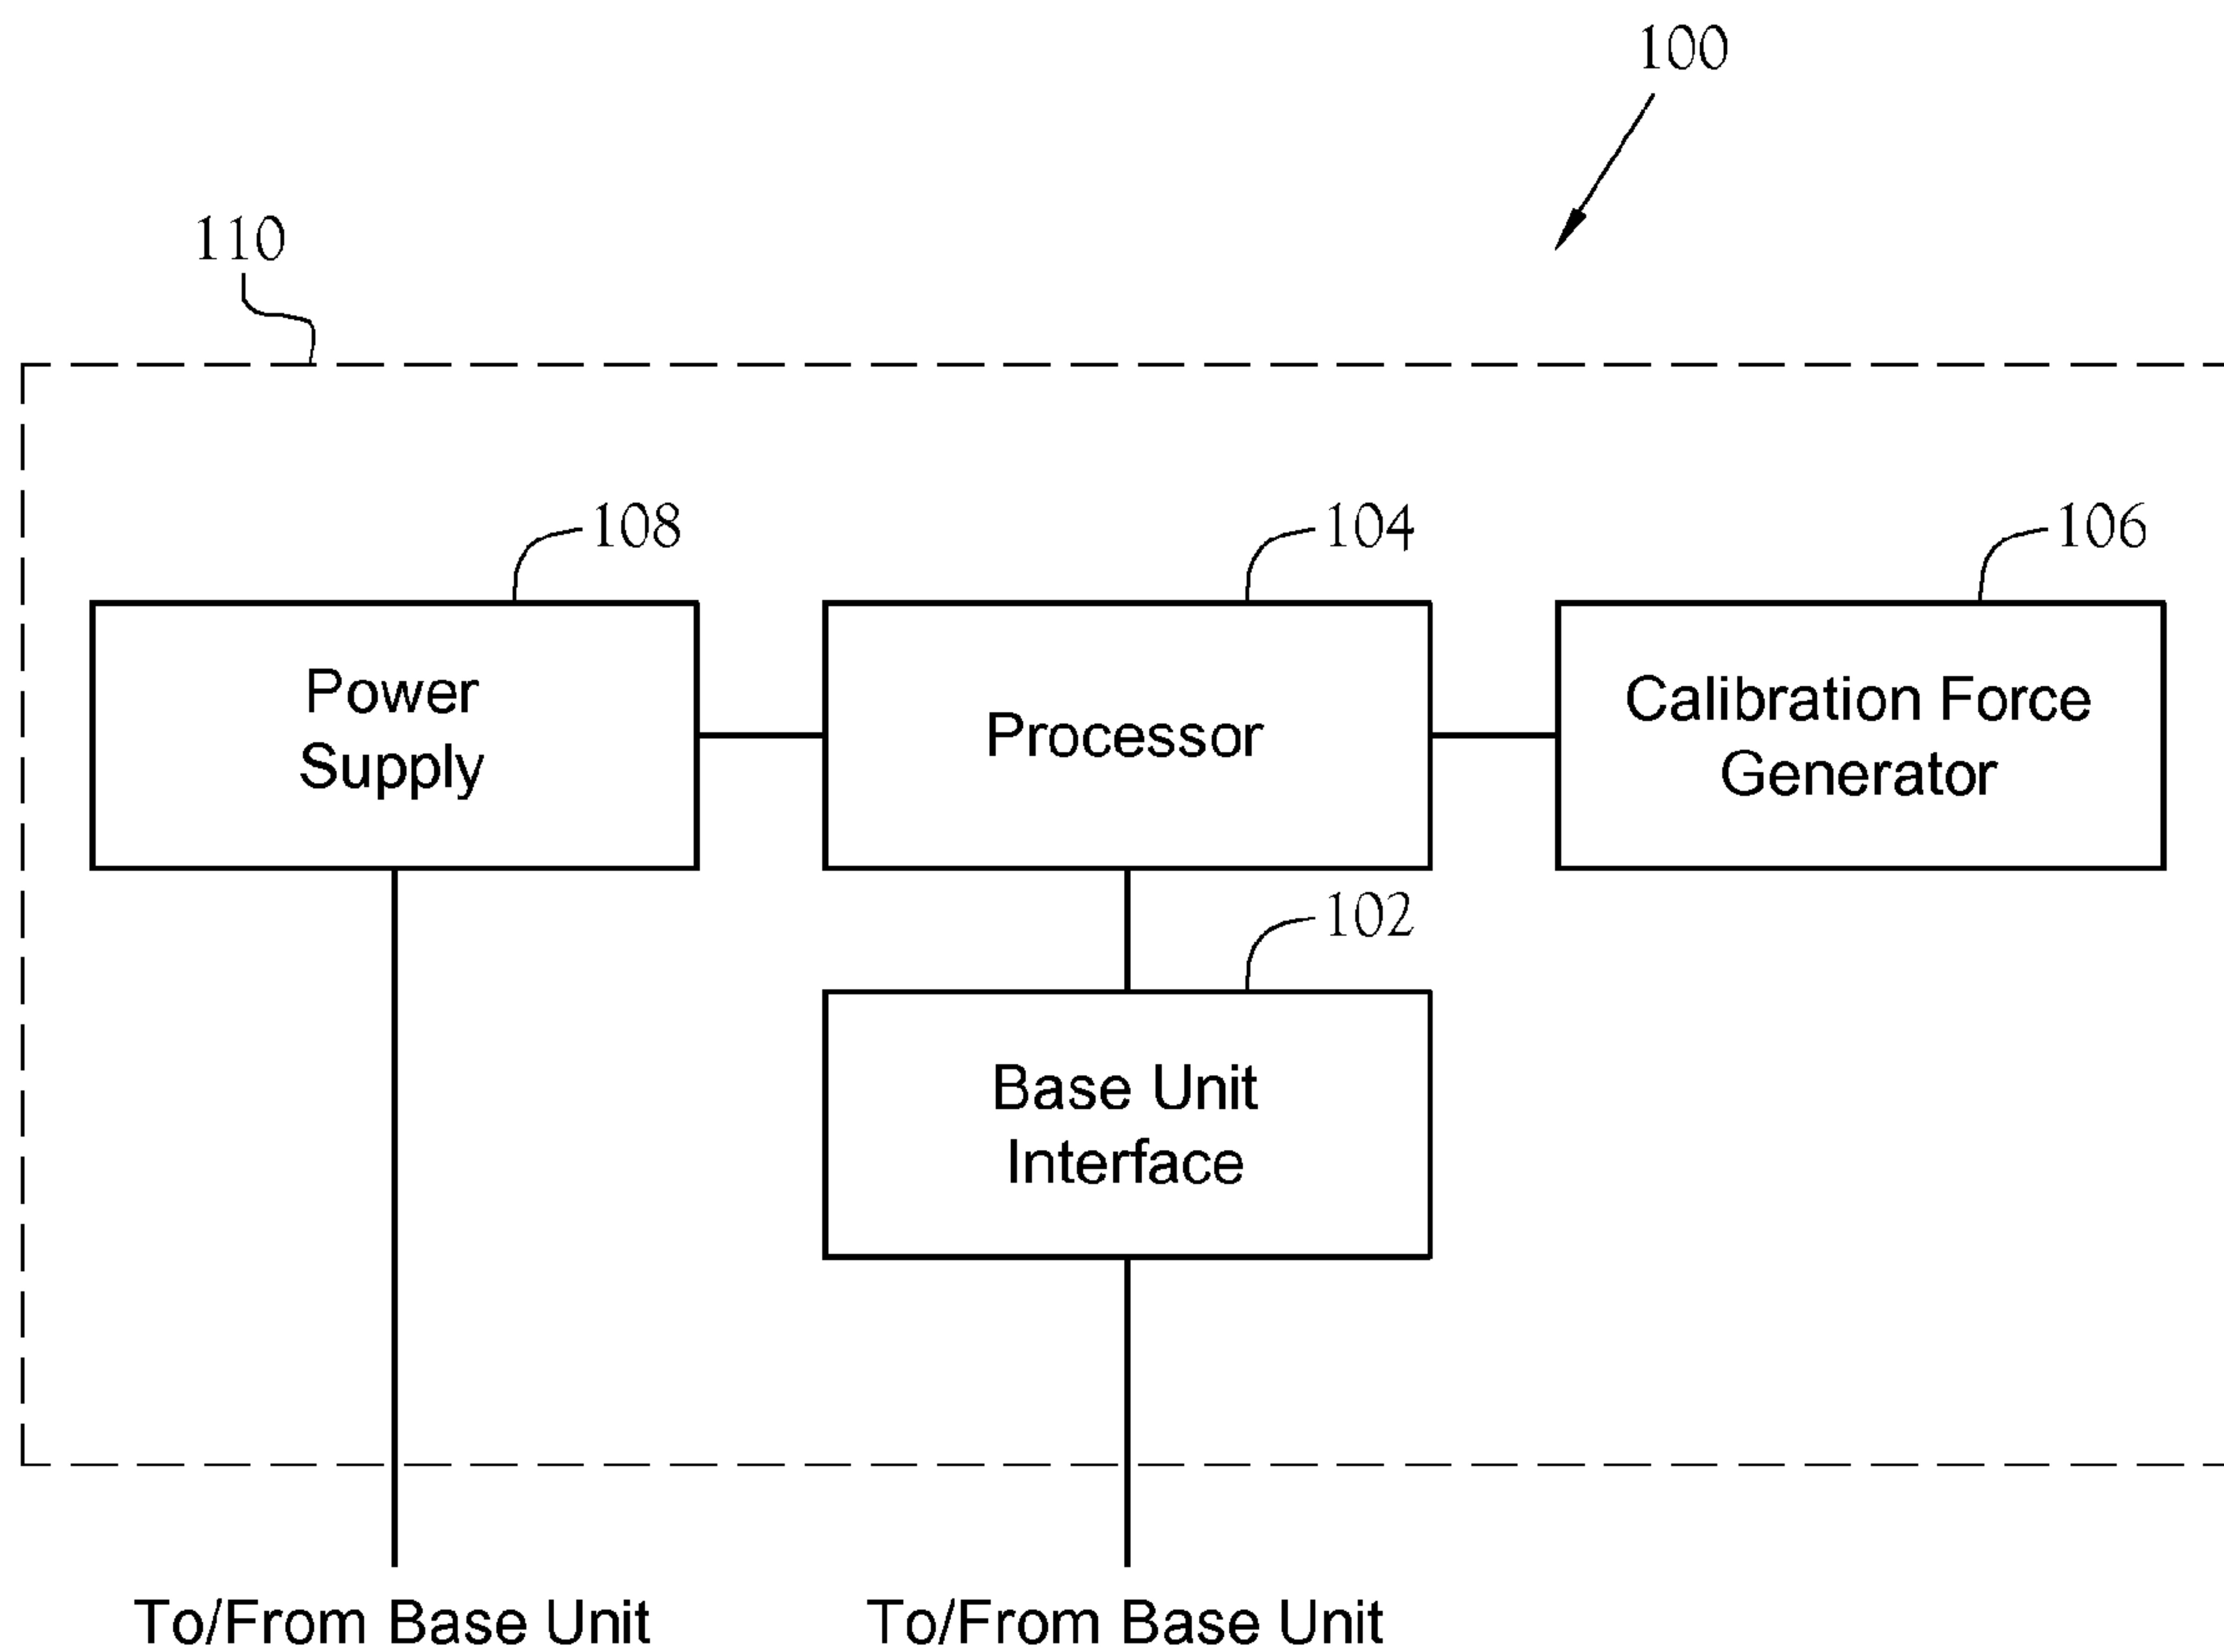 100
110
108
104
106
Power
Supply
Processor
Calibration Force
Generator
102
Base Unit
Interface
To/From Base Unit
To/From Base Unit